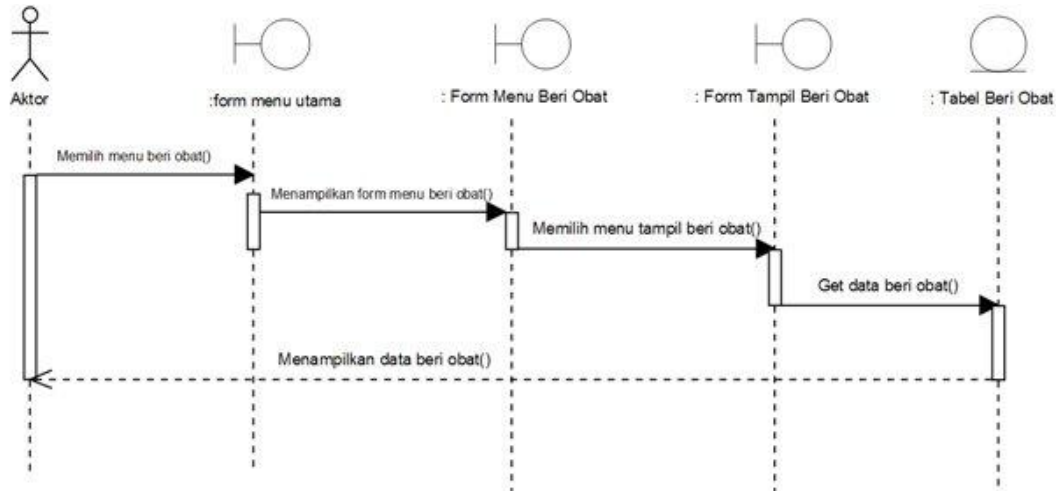 Aktor
:form menu utama
: Form Menu Beri Obat
: Form Tampil Beri Obat
: Tabel Beri Obat
Memilih menu beri obat()
Menampilkan form menu beri obat()
Memilih menu tampil beri obat()
Get data beri obat()
Menampilkan data beri obat()